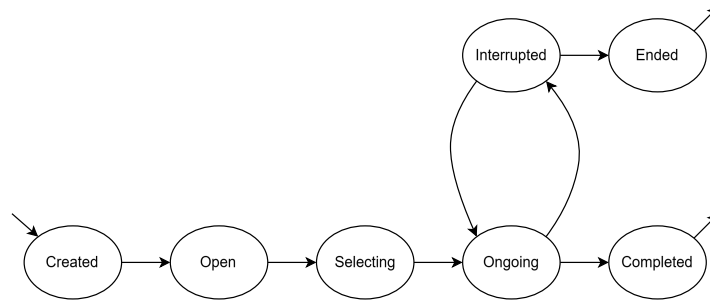 Interrupted
Ended
Created
Open
Selecting
Ongoing
Completed